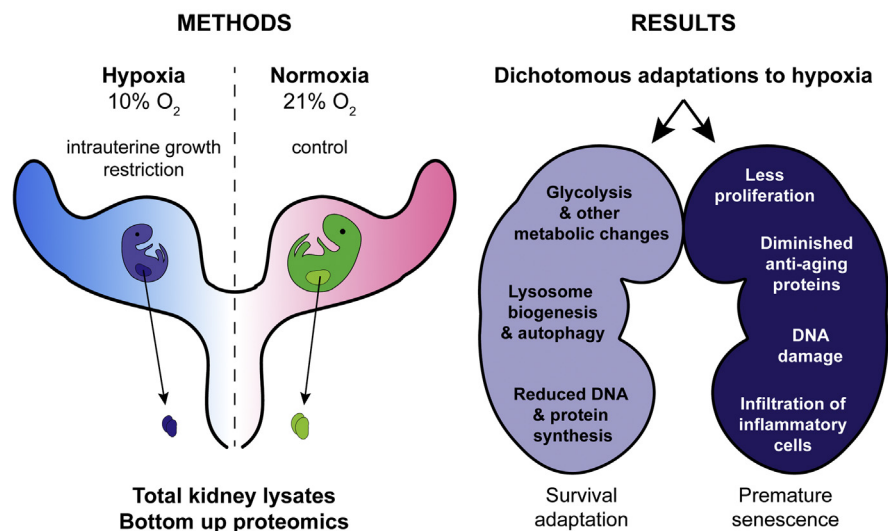 METHODS
Hypoxia
10% O2
intrauterine growth
restriction
Normoxia
21% O2
control
Total kidney lysates
Bottom up proteomics
RESULTS
Dichotomous adaptations to hypoxia
Glycolysis
& other
metabolic changes
Lysosome
biogenesis
& autophagy
Reduced DNA
& protein
synthesis
Survival
adaptation
Less
proliferation
Diminished
anti-aging
proteins
DNA
damage
Infiltration of
inflammatory
cells
Premature
senescence